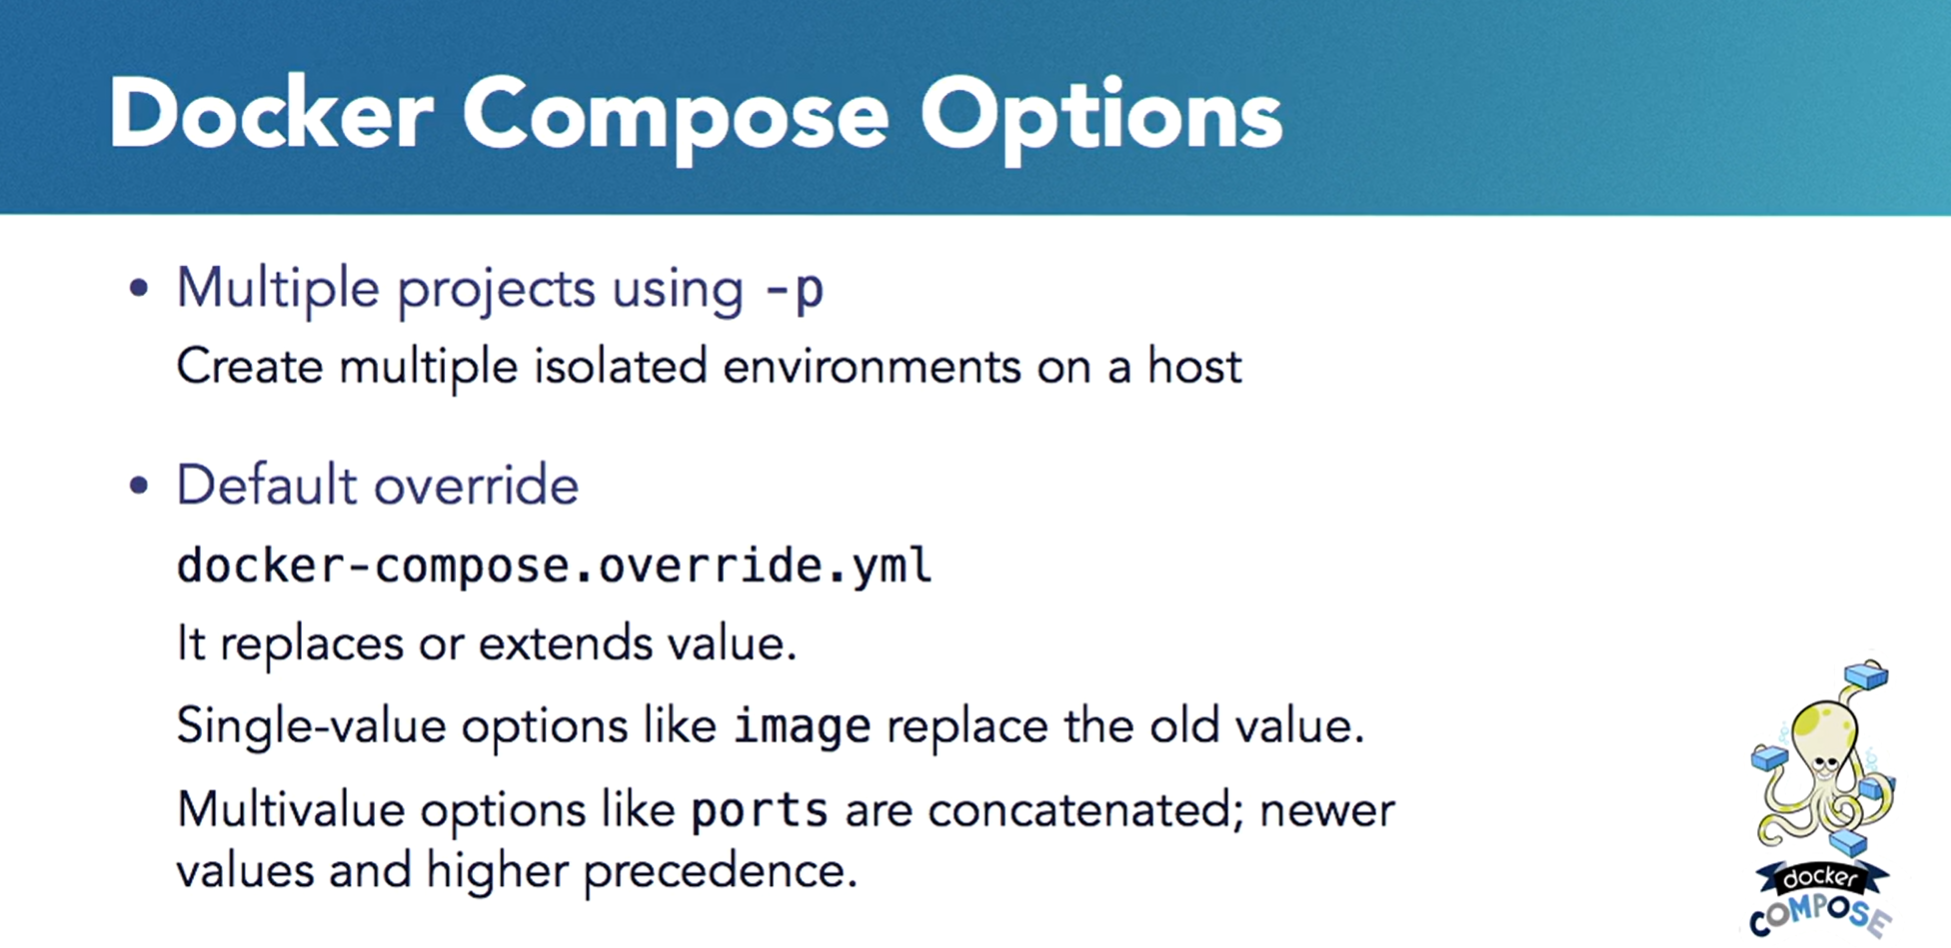 Docker Compose Options
• Multiple projects using -p
Create multiple isolated environments on a host
• Default override
docker-compose.override.yml
It replaces or extends value.
Single-value options like image replace the old value.
Multivalue options like ports are concatenated; newer
values and higher precedence.
docker
COMPOSE